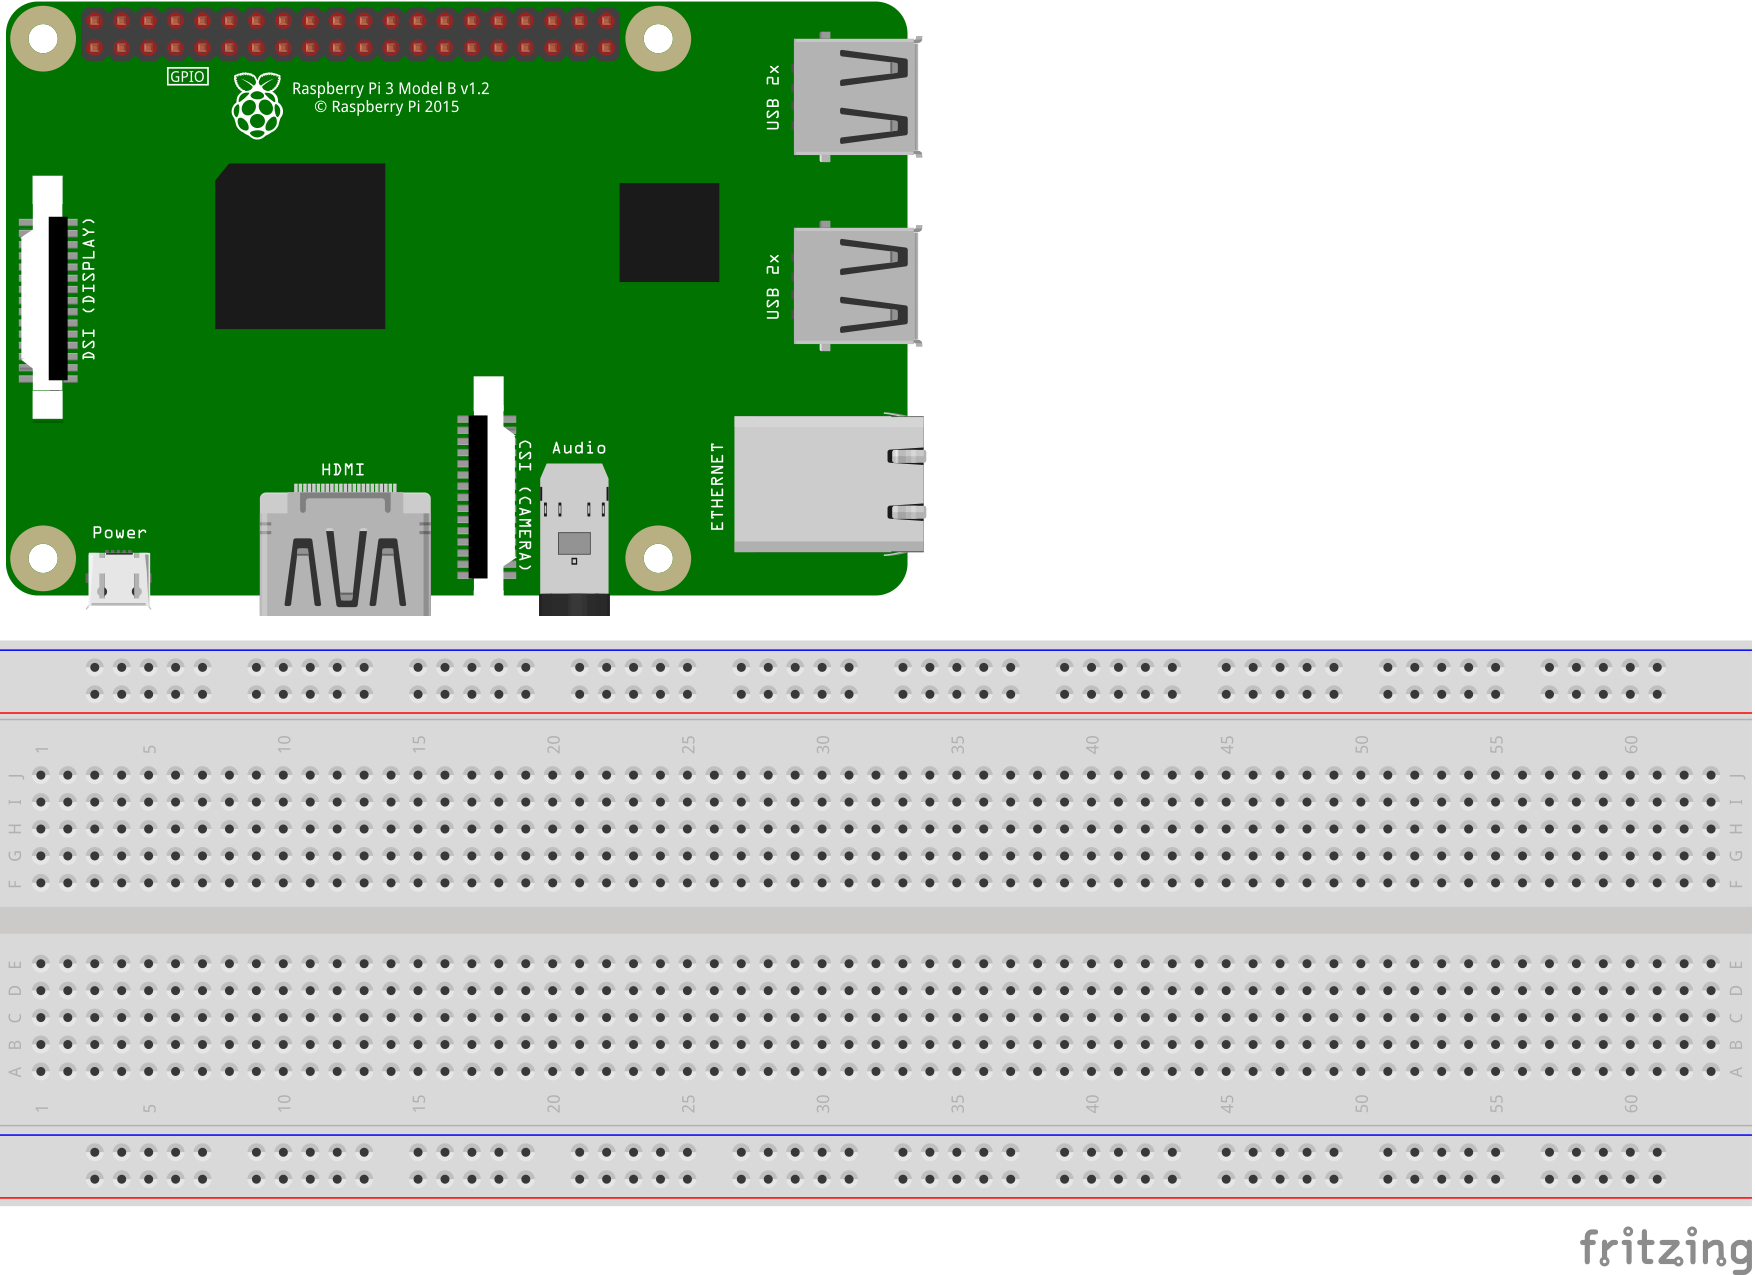 GPIO
Raspberry Pi 3 Model B v1.2
© Raspberry Pi 2015
USB 2x
DSI (DISPLAY)
USB 2x
Audio
HDMI
CSI (CAMERA)
ETHERNET
Power
1 5 10 15 20 25 30 35 40 45 50 55 60
J J
I I
H H
G G
F F
E E
D D
C C
B B
A A
1 5 10 15 20 25 30 35 40 45 50 55 60
fritzing